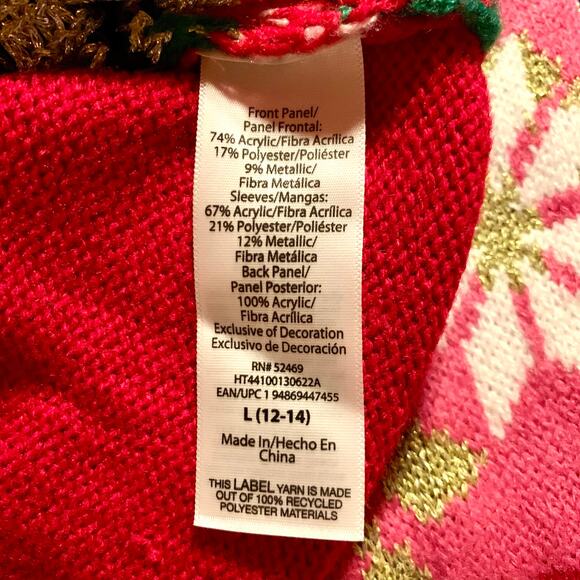 Front Panel/
Panel Frontal:
74% Acrylic/Fibra Acrílica
17% Polyester/Poliéster
9% Metallic/
Fibra Metálica
Sleeves/Mangas:
67% Acrylic/Fibra Acrílica
21% Polyester/Poliéster
12% Metallic/
Fibra Metálica
Back Panel/
Panel Posterior:
100% Acrylic/
Fibra Acrílica
Exclusive of Decoration
Exclusivo de Decoración
RN# 52469
HT44100130622A
EAN/UPC 1 94869447455
L (12-14)
Made In/Hecho En
China
THIS LABEL YARN IS MADE
OUT OF 100% RECYCLED
POLYESTER MATERIALS